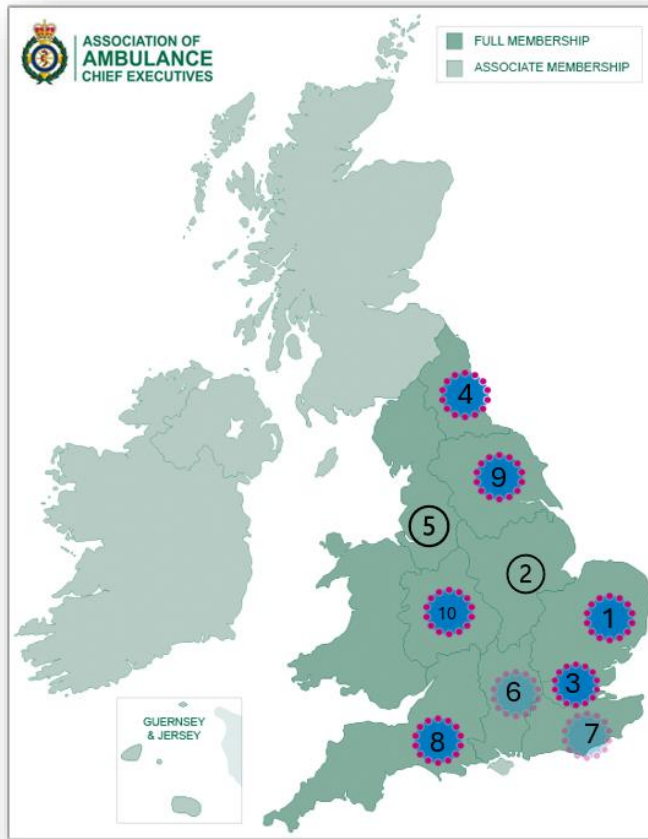 ASSOCIATION OF
AMBULANCE
CHIEF EXECUTIVES
FULL MEMBERSHIP
ASSOCIATE MEMBERSHIP
4
9
5
2
10
1
6
3
7
8
GUERNSEY
& JERSEY